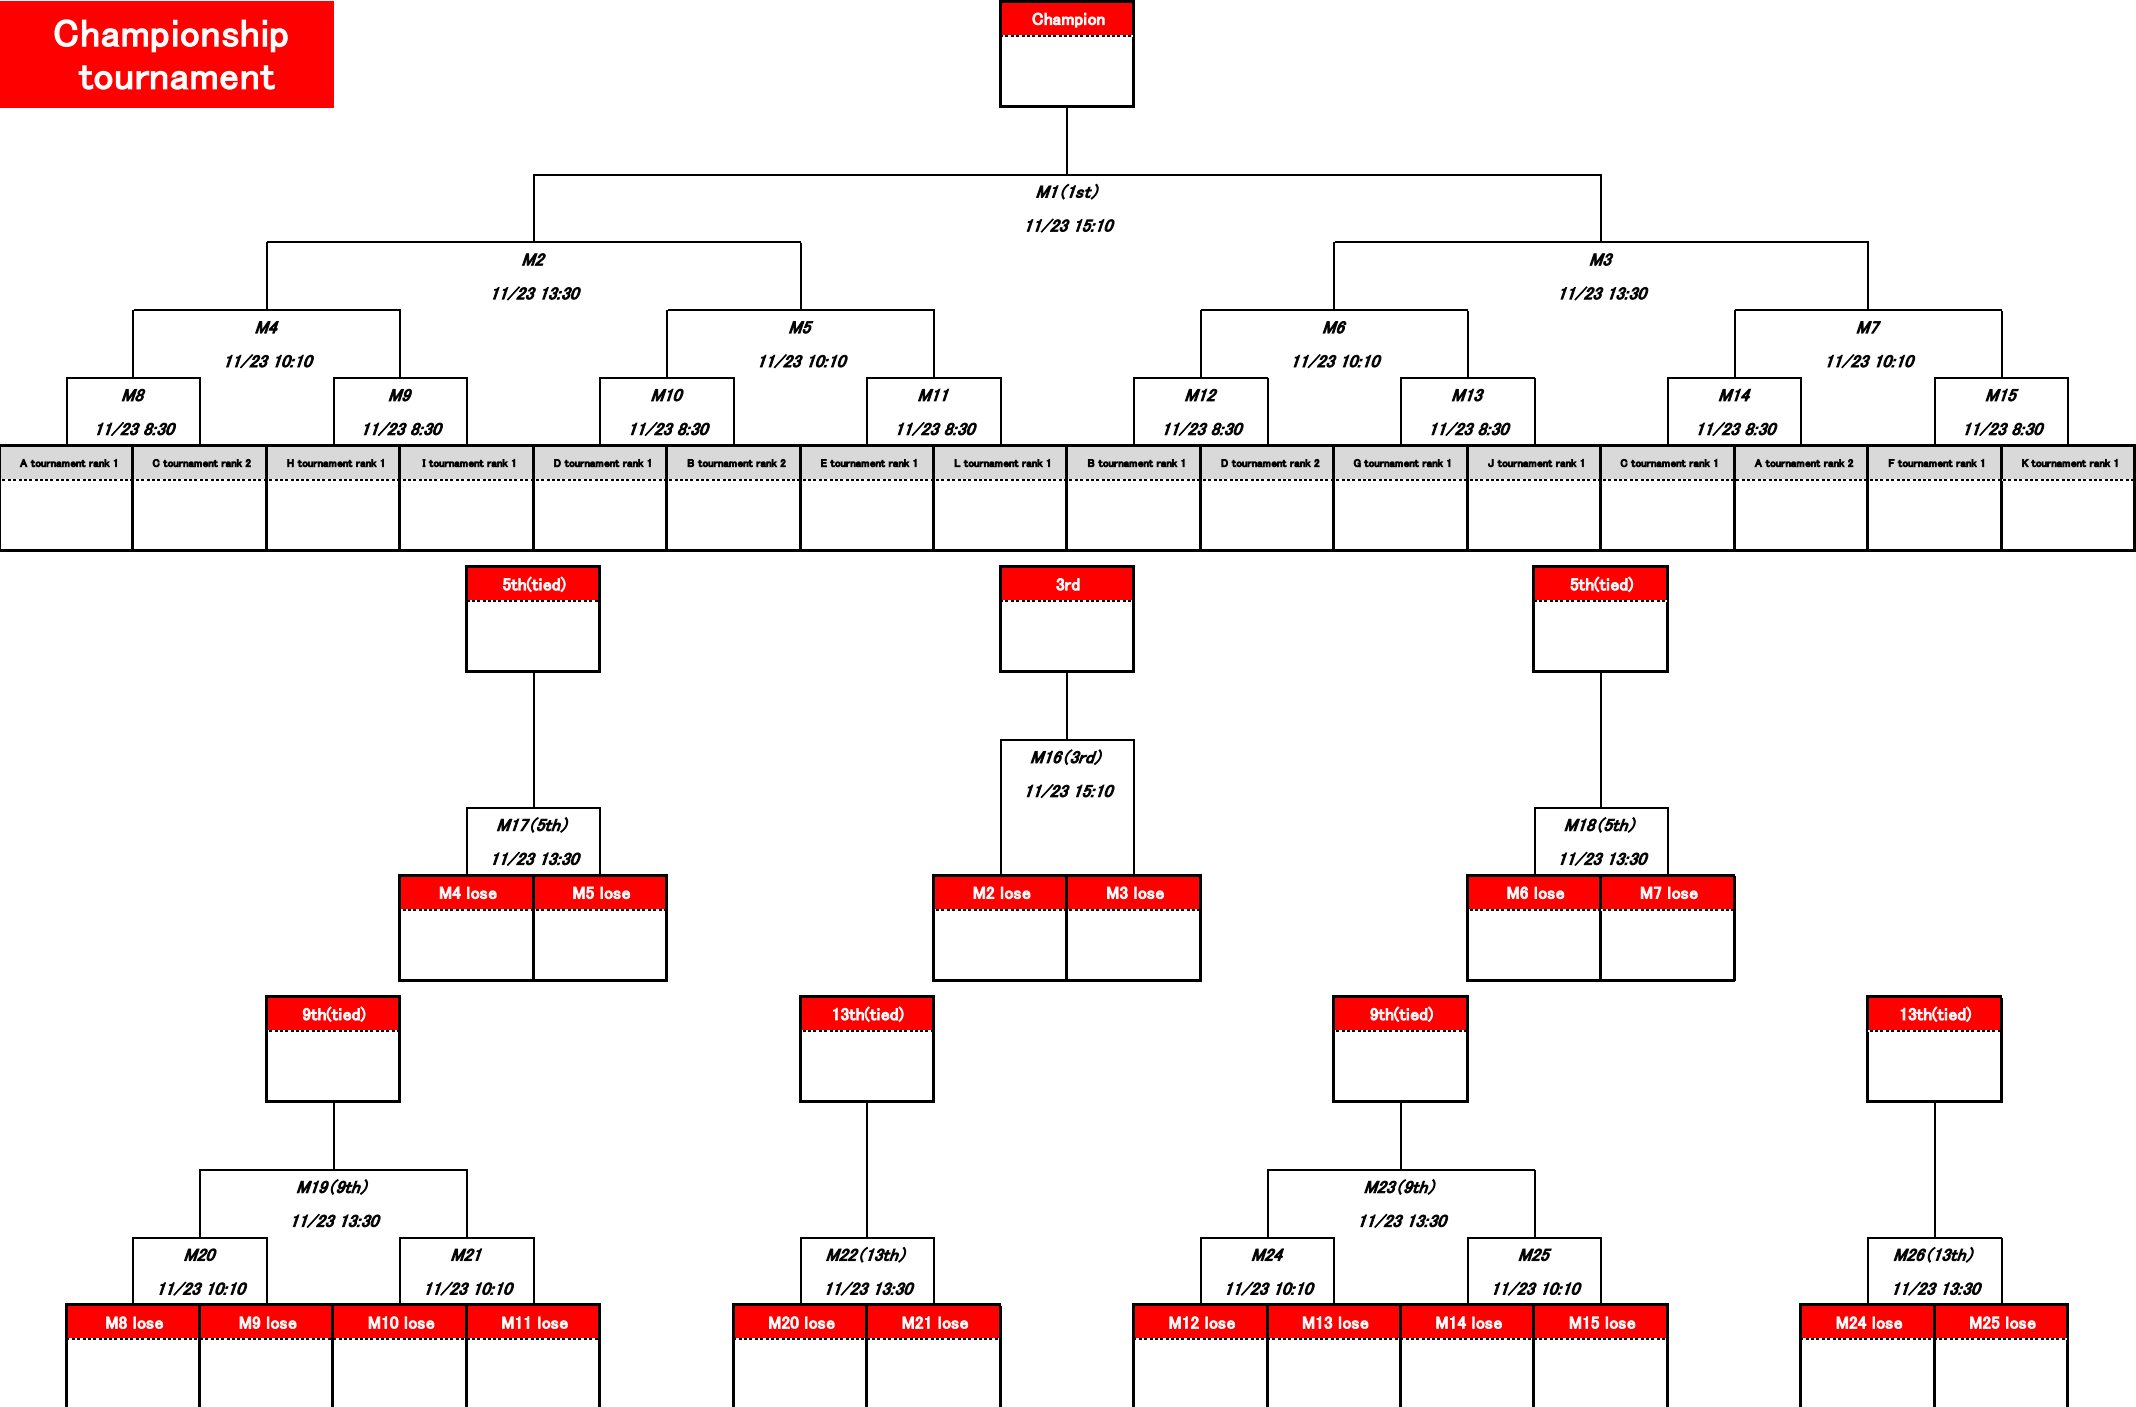 Championship
tournament
Champion
M1(1st)
11/23 15:10
M2
M3
11/23 13:30
11/23 13:30
M4
M5
M6
M7
11/23 10:10
11/23 10:10
11/23 10:10
11/23 10:10
M8
M9
M10
M11
M12
M13
M14
M15
11/23 8:30
11/23 8:30
11/23 8:30
11/23 8:30
11/23 8:30
11/23 8:30
11/23 8:30
11/23 8:30
A tournament rank 1
C tournament rank 2
H tournament rank 1
I tournament rank 1
D tournament rank 1
B tournament rank 2
E tournament rank 1
L tournament rank 1
B tournament rank 1
D tournament rank 2
G tournament rank 1
J tournament rank 1
C tournament rank 1
A tournament rank 2
F tournament rank 1
K tournament rank 1
5th(tied)
3rd
5th(tied)
M16(3rd)
11/23 15:10
M17(5th)
M18(5th)
11/23 13:30
11/23 13:30
M4 lose
M5 lose
M2 lose
M3 lose
M6 lose
M7 lose
9th(tied)
13th(tied)
9th(tied)
13th(tied)
M19(9th)
M23(9th)
11/23 13:30
11/23 13:30
M20
M21
M22(13th)
M24
M25
M26(13th)
11/23 10:10
11/23 10:10
11/23 13:30
11/23 10:10
11/23 10:10
11/23 13:30
M8 lose
M9 lose
M10 lose
M11 lose
M20 lose
M21 lose
M12 lose
M13 lose
M14 lose
M15 lose
M24 lose
M25 lose